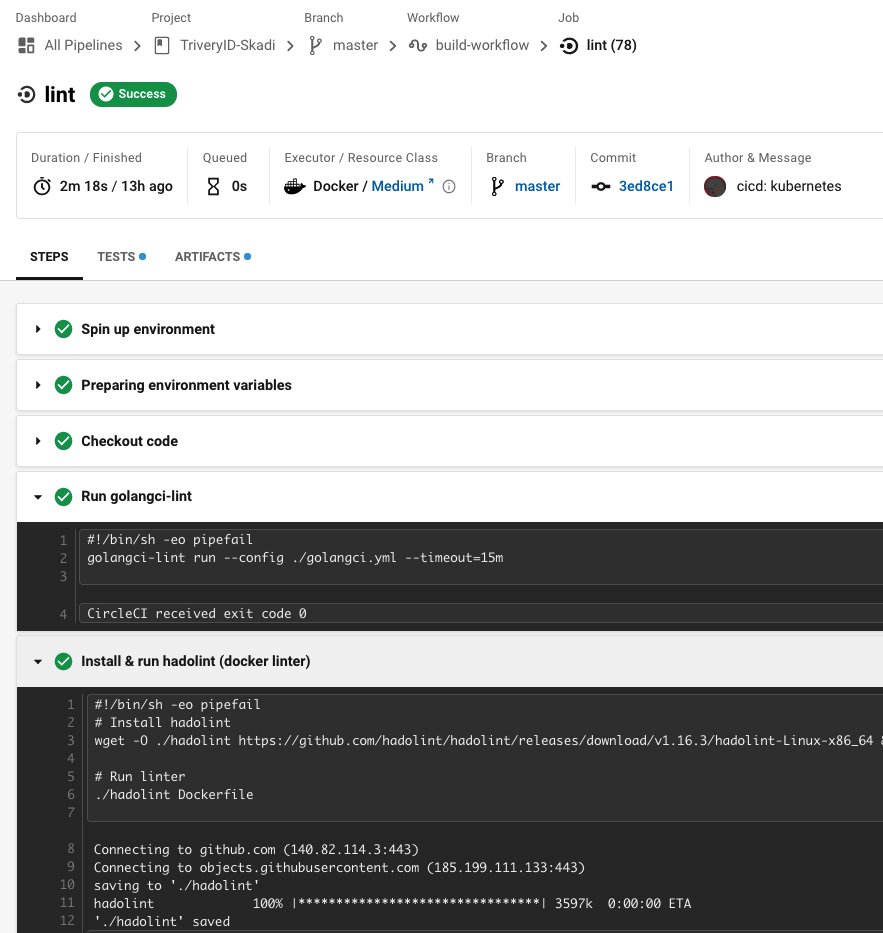 Dashboard Project Branch Workflow Job
All Pipelines TriveryID-Skadi master build-workflow lint (78)
lint Success
Duration / Finished Queued Executor / Resource Class Branch Commit Author & Message
2m 18s / 13h ago 0s Docker / Medium master 3ed8ce1 cicd: kubernetes
STEPS TESTS ARTIFACTS
Spin up environment
Preparing environment variables
Checkout code
Run golangci-lint
1 #!/bin/sh -eo pipefail
2 golangci-lint run --config ./golangci.yml --timeout=15m
3
4 CircleCI received exit code 0
Install & run hadolint (docker linter)
1 #!/bin/sh -eo pipefail
2 # Install hadolint
3 wget -O ./hadolint https://github.com/hadolint/hadolint/releases/download/v1.16.3/hadolint-Linux-x86_64 &
4
5 # Run linter
6 ./hadolint Dockerfile
7
8 Connecting to github.com (140.82.114.3:443)
9 Connecting to objects.githubusercontent.com (185.199.111.133:443)
10 saving to './hadolint'
11 hadolint 100% |********************************| 3597k 0:00:00 ETA
12 './hadolint' saved